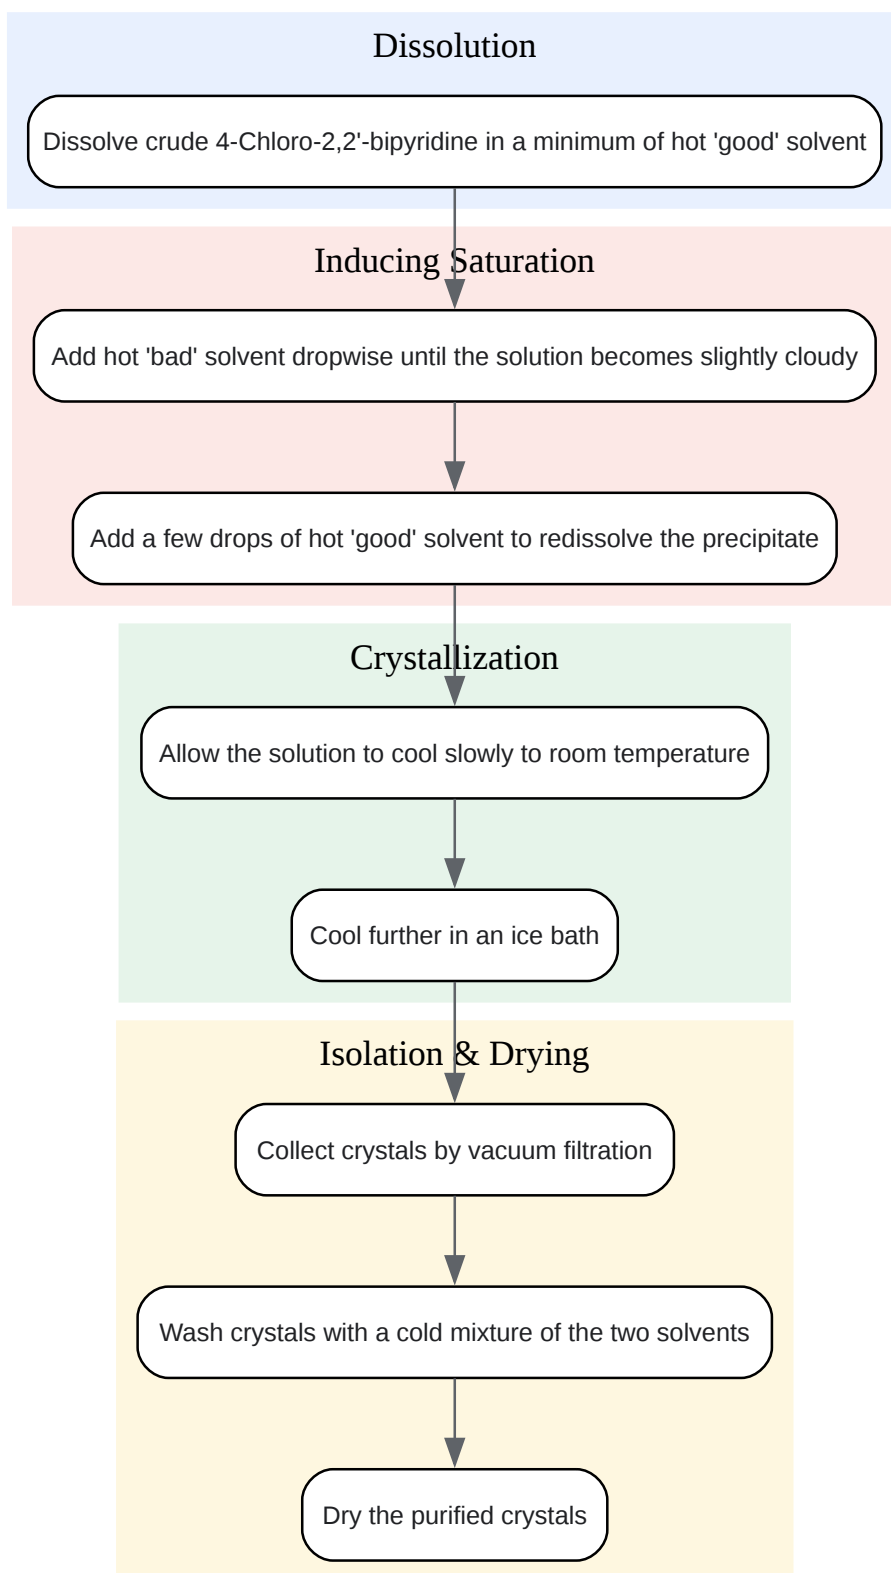 Dissolution
Dissolve crude 4-Chloro-2,2'-bipyridine in a minimum of hot 'good' solvent
Inducing Saturation
Add hot 'bad' solvent dropwise until the solution becomes slightly cloudy
Add a few drops of hot 'good' solvent to redissolve the precipitate
Crystallization
Allow the solution to cool slowly to room temperature
Cool further in an ice bath
Isolation & Drying
Collect crystals by vacuum filtration
Wash crystals with a cold mixture of the two solvents
Dry the purified crystals